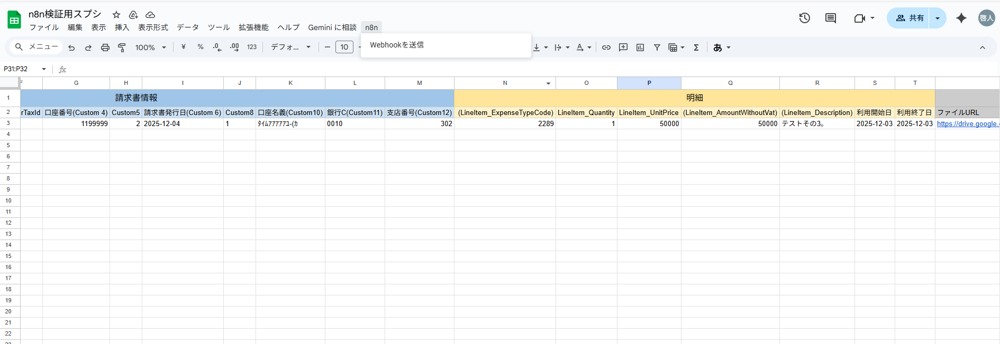 n8n検証用スプシ
ファイル 編集 表示 挿入 表示形式 データ ツール 拡張機能 ヘルプ Gemini に相談 n8n
共有
啓人
Webhookを送信
メニュー 100% ¥ % .0 .00 123 デフォ... 10 あ
P31:P32
fx
G H I J K L M N O P Q R S T
1 請求書情報 明細
2 rTaxId 口座番号(Custom 4) Custom5 請求書発行日(Custom 6) Custom8 口座名義(Custom10) 銀行C(Custom11) 支店番号(Custom12) (LineItem_ExpenseTypeCode) LineItem_Quantity LineItem_UnitPrice (LineItem_AmountWithoutVat) (LineItem_Description) 利用開始日 利用終了日 ファイルURL
3 1199999 2 2025-12-04 1 ﾀｲﾑｱｱｱｱｱﾕ-(ｶ 0010 302 2289 1 50000 50000 テストその3。 2025-12-03 2025-12-03 https://drive.google.
4
5
6
7
8
9
10
11
12
13
14
15
16
17
18
19
20
21
22
23